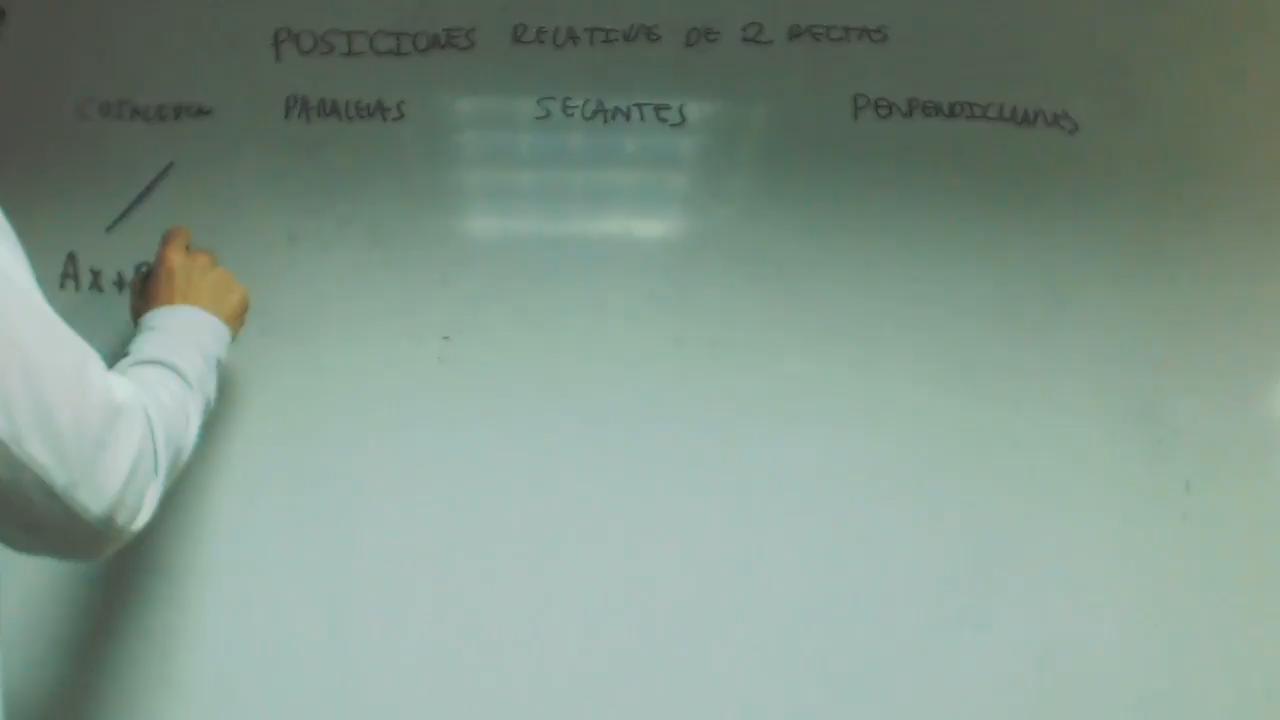 POSICIONES RELATIVAS DE 2 RECTAS
PARALELAS SECANTES PERPENDICULARES
Ax+